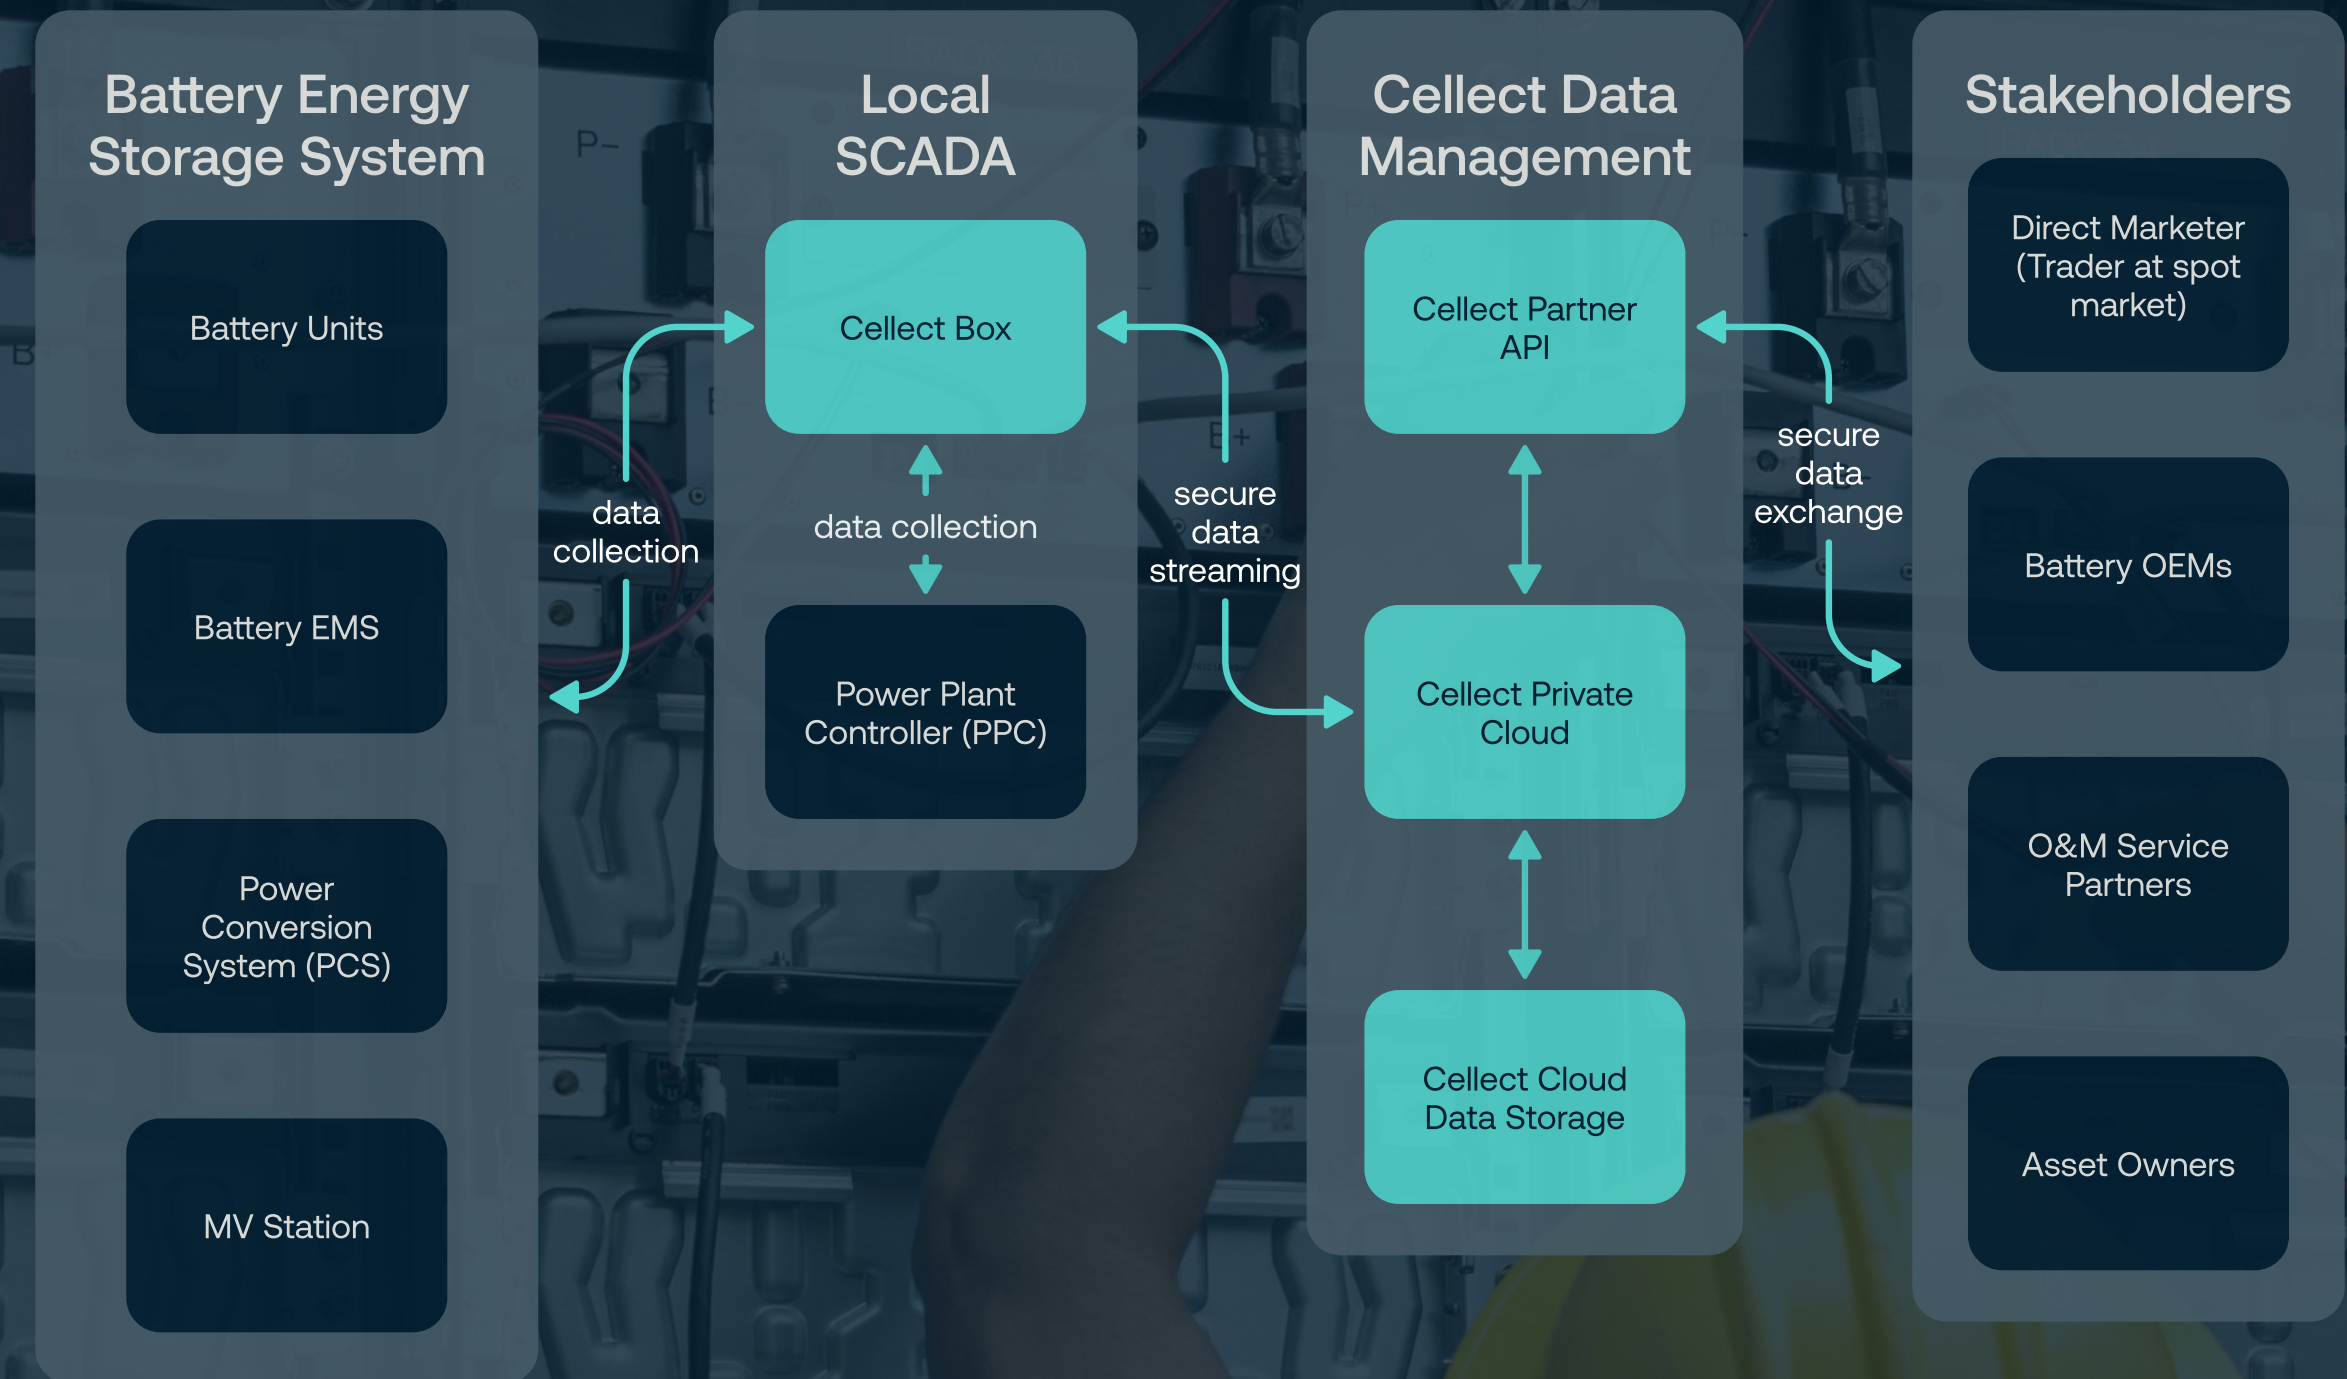 Battery Energy
Storage System
Battery Units
Battery EMS
Power
Conversion
System (PCS)
MV Station
data
collection
Local
SCADA
Cellect Box
data collection
Power Plant
Controller (PPC)
secure
data
streaming
Cellect Data
Management
Cellect Partner
API
Cellect Private
Cloud
Cellect Cloud
Data Storage
secure
data
exchange
Stakeholders
Direct Marketer
(Trader at spot
market)
Battery OEMs
O&M Service
Partners
Asset Owners
P-
B+